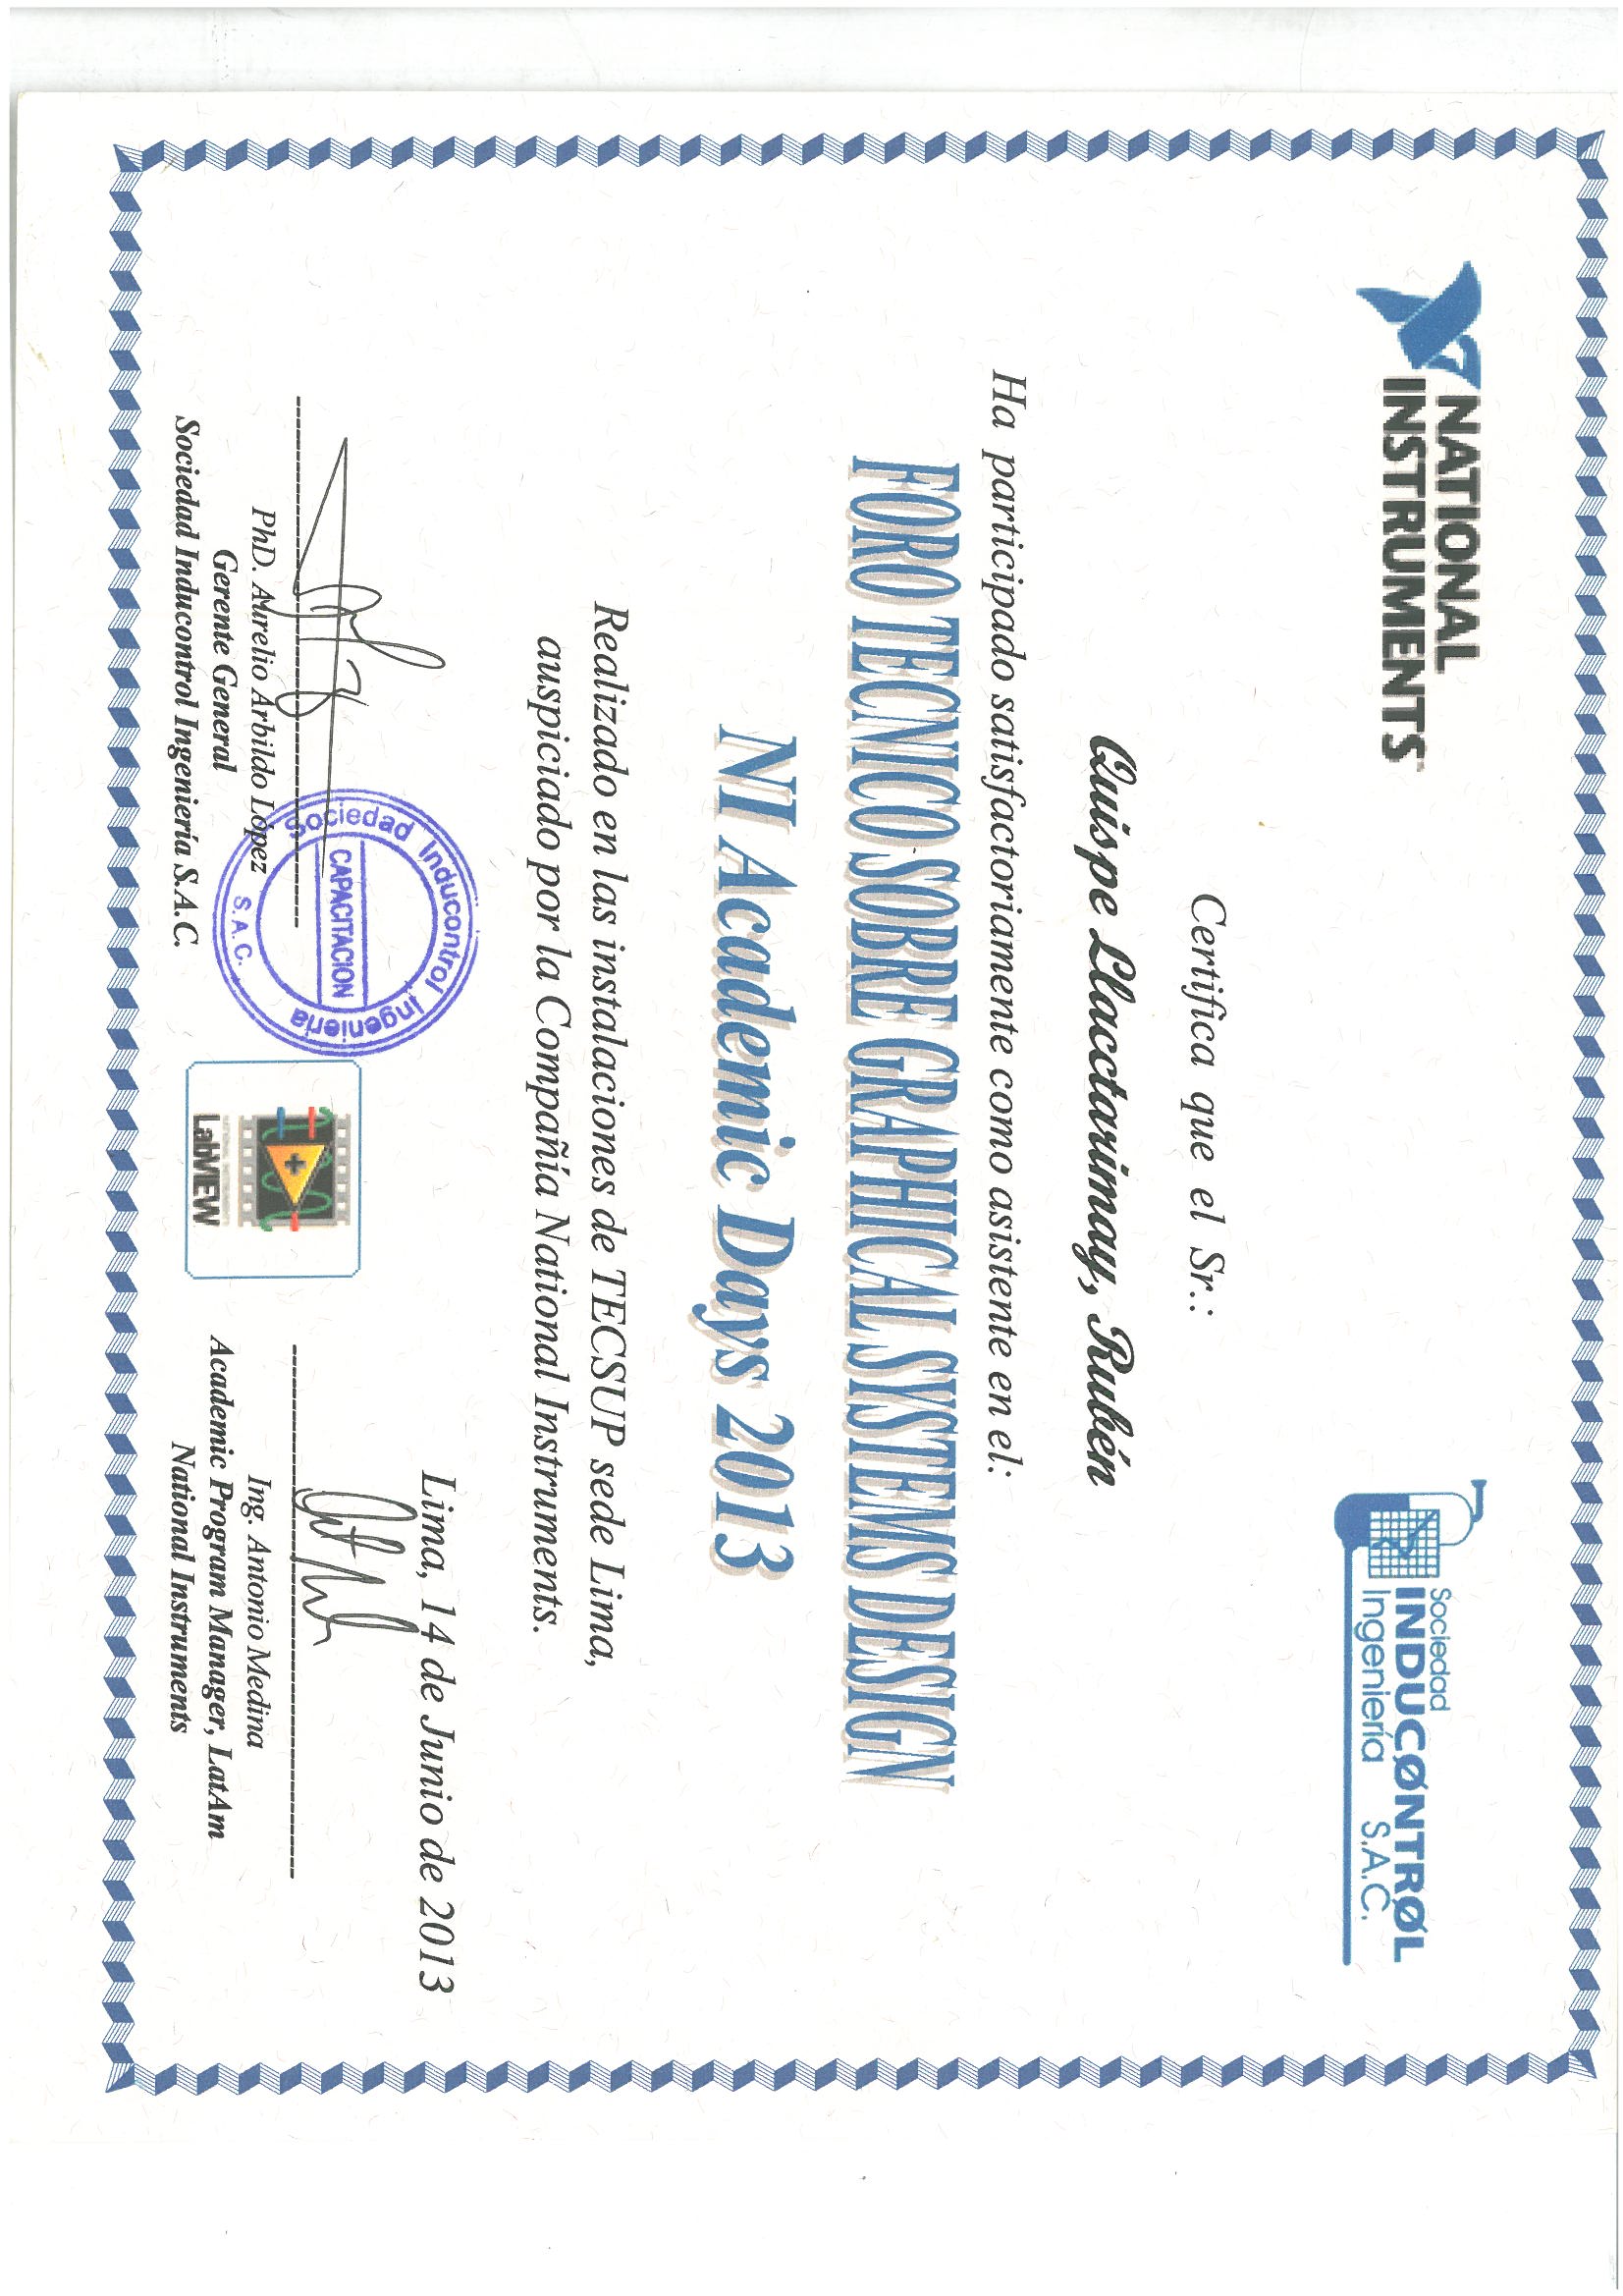 NATIONAL
INSTRUMENTS
Sociedad
INDUCØNTRØL
Ingeniería S.A.C.
Certifica que el Sr.:
Quispe Llacctarimay, Rubén
Ha participado satisfactoriamente como asistente en el:
FORO TECNICO SOBRE GRAPHICAL SYSTEMS DESIGN
NI Academic Days 2013
Realizado en las instalaciones de TECSUP sede Lima,
auspiciado por la Compañía National Instruments.
Lima, 14 de Junio de 2013
PhD. Aurelio Arbildo López
Gerente General
Sociedad Inducontrol Ingeniería S.A.C.
Sociedad Inducontrol Ingenieria
CAPACITACION
S.A.C.
LabVIEW
Ing. Antonio Medina
Academic Program Manager, LatAm
National Instruments